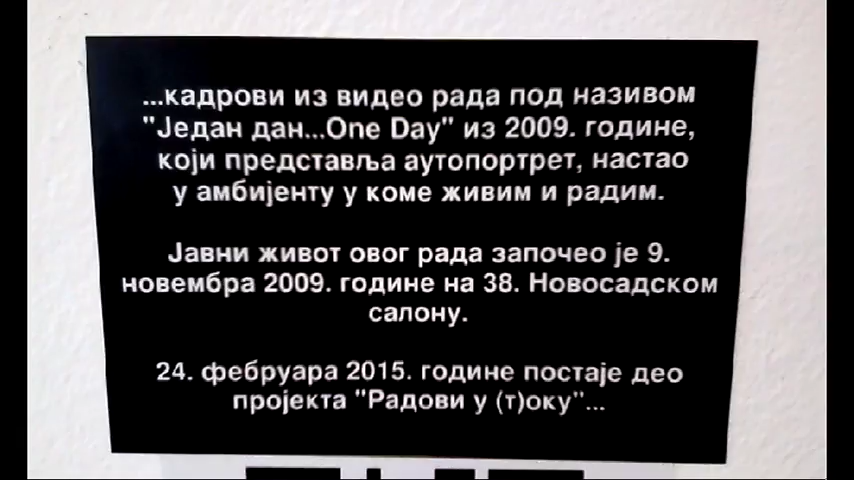 ...кадрови из видео рада под називом
"Један дан...One Day" из 2009. године,
који представља аутопортрет, настао
у амбијенту у коме живим и радим.
Јавни живот овог рада започео је 9.
новембра 2009. године на 38. Новосадском
салону.
24. фебруара 2015. године постаје део
пројекта "Радови у (т)оку"...